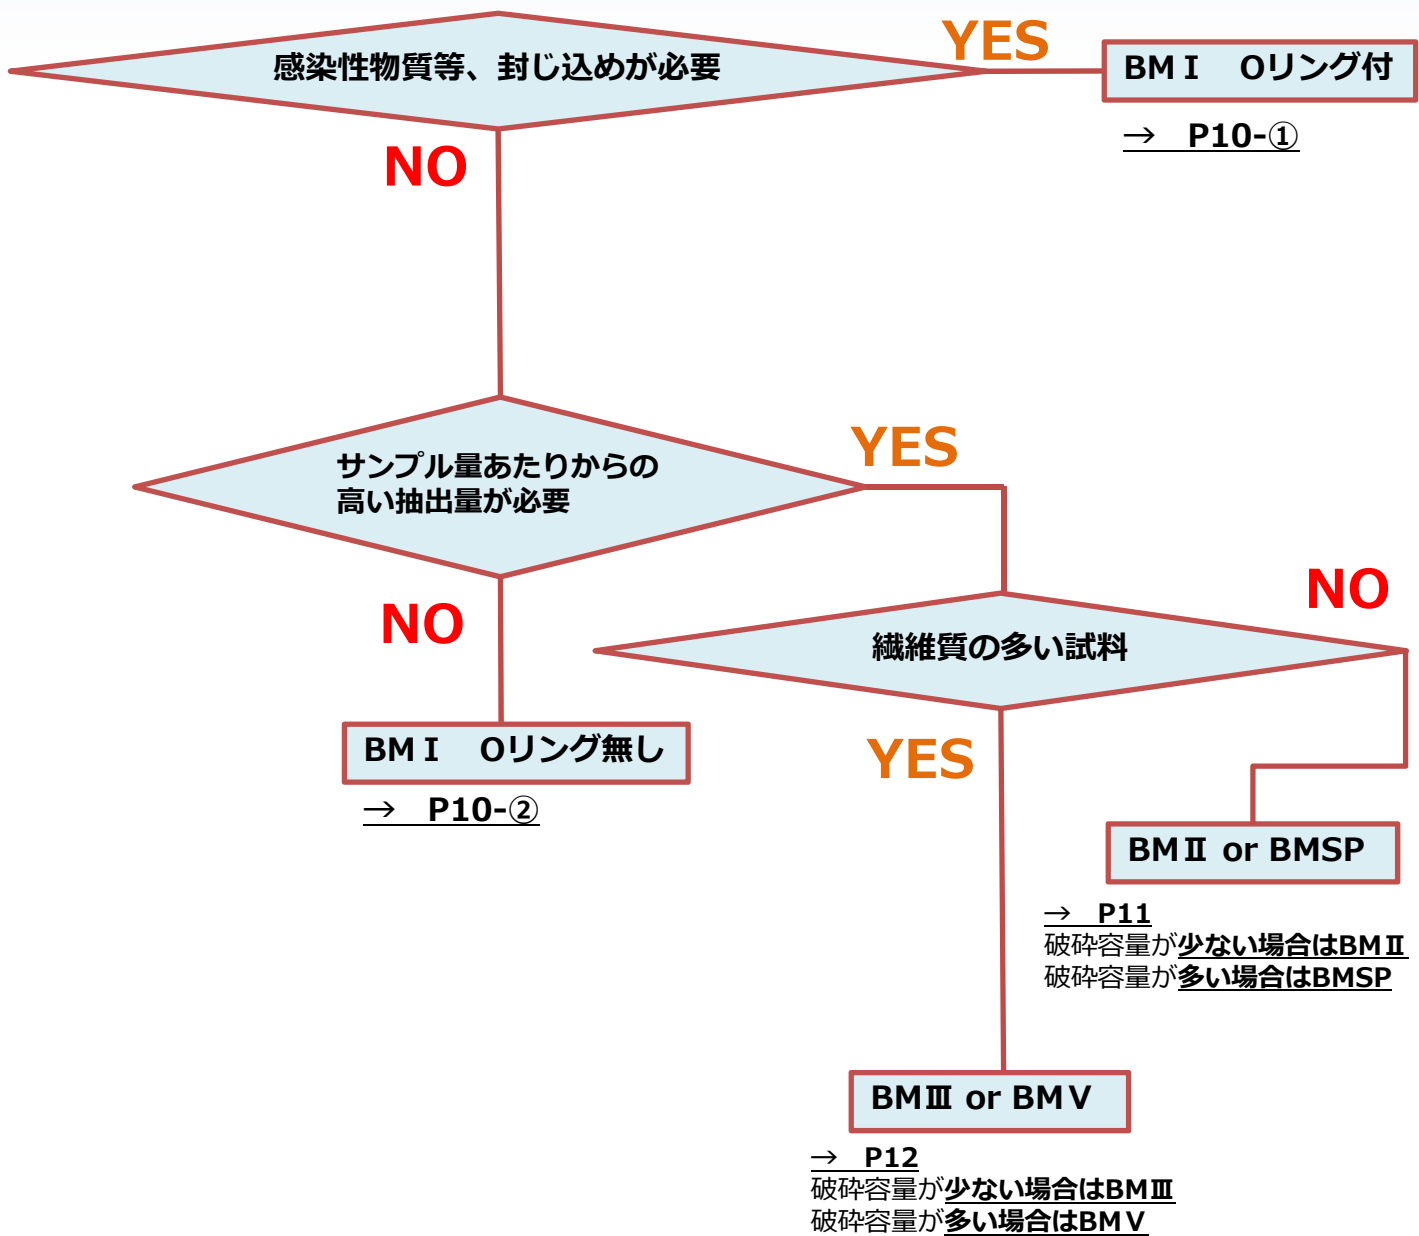 感染性物質等、封じ込めが必要
YES
BMⅠ　Oリング付
→　P10-①
NO
サンプル量あたりからの
高い抽出量が必要
YES
NO
BMⅠ　Oリング無し
→　P10-②
繊維質の多い試料
NO
BMⅡ or BMSP
→　P11
破砕容量が少ない場合はBMⅡ
破砕容量が多い場合はBMSP
YES
BMⅢ or BMⅤ
→　P12
破砕容量が少ない場合はBMⅢ
破砕容量が多い場合はBMⅤ